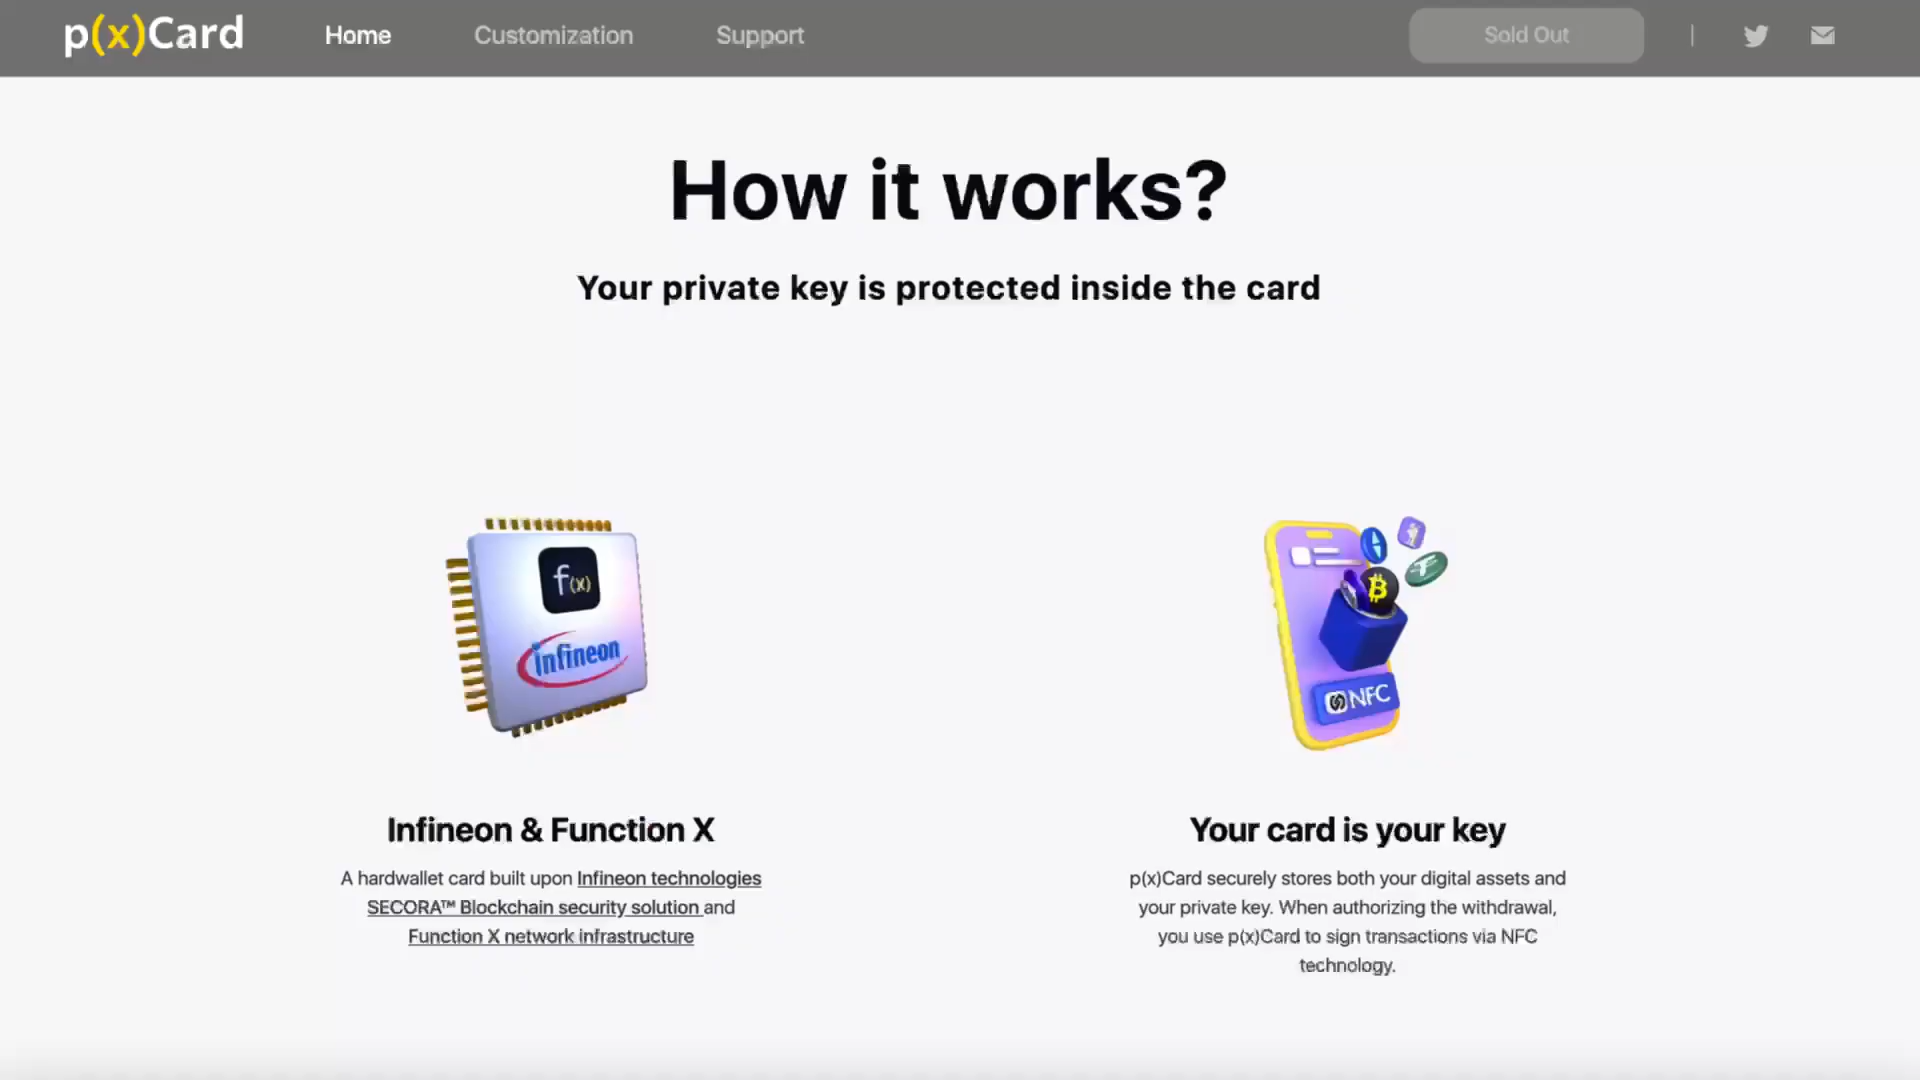 p(x)Card
Home
Customization
Support
Sold Out
How it works?
Your private key is protected inside the card
f(x)
infineon
NFC
Infineon & Function X
A hardwallet card built upon Infineon technologies
SECORA™ Blockchain security solution and
Function X network infrastructure
Your card is your key
p(x)Card securely stores both your digital assets and
your private key. When authorizing the withdrawal,
you use p(x)Card to sign transactions via NFC
technology.